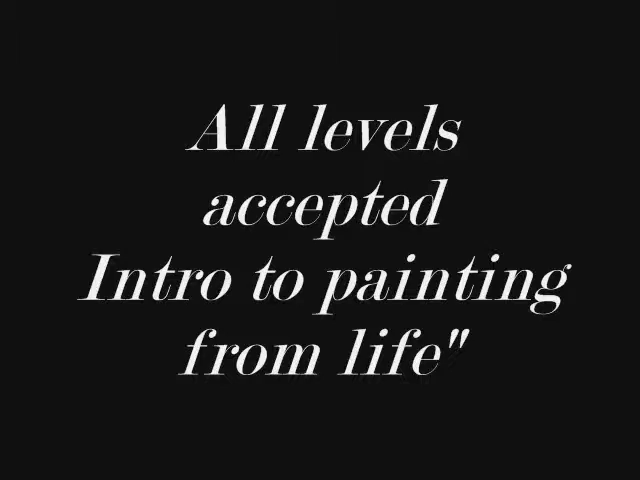 All levels
accepted
Intro to painting
from life"